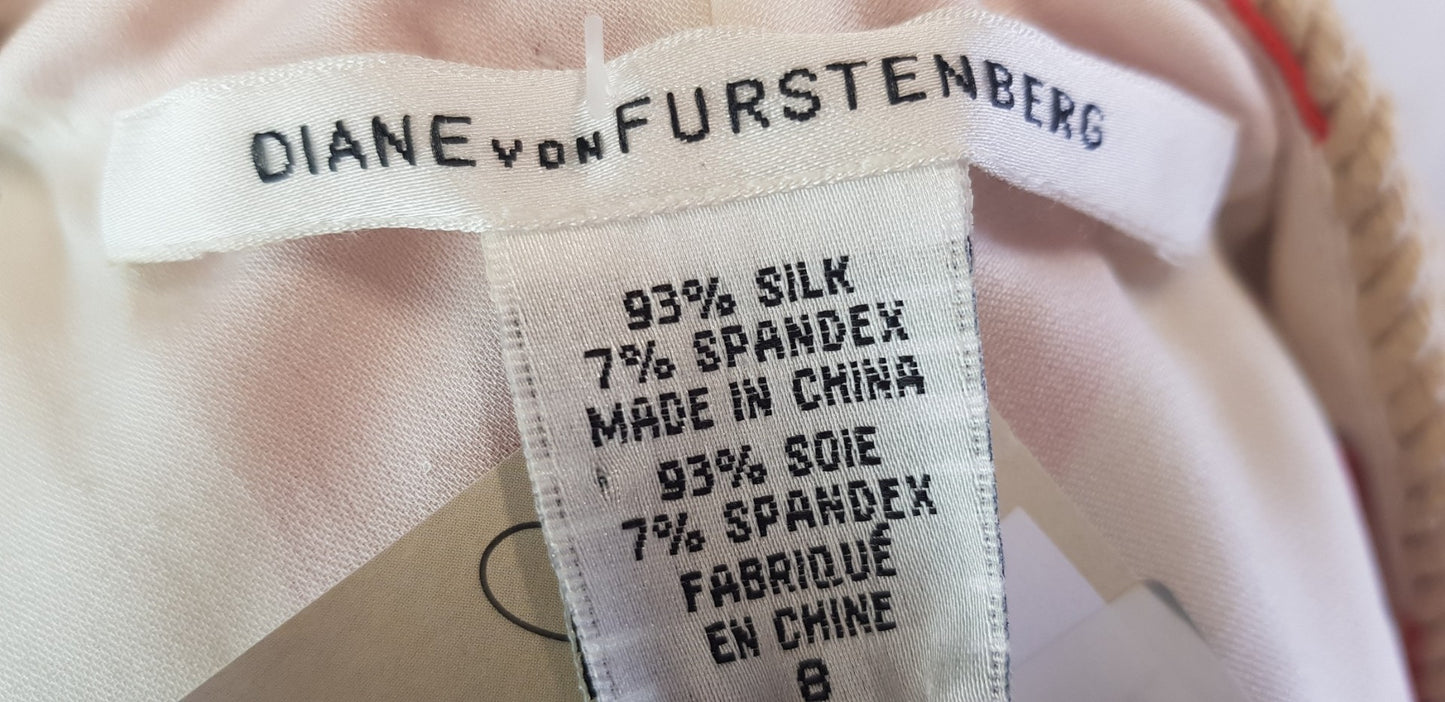 DIANE VON FURSTENBERG
93% SILK
7% SPANDEX
MADE IN CHINA
93% SOIE
7% SPANDEX
FABRIQUÉ
EN CHINE
8